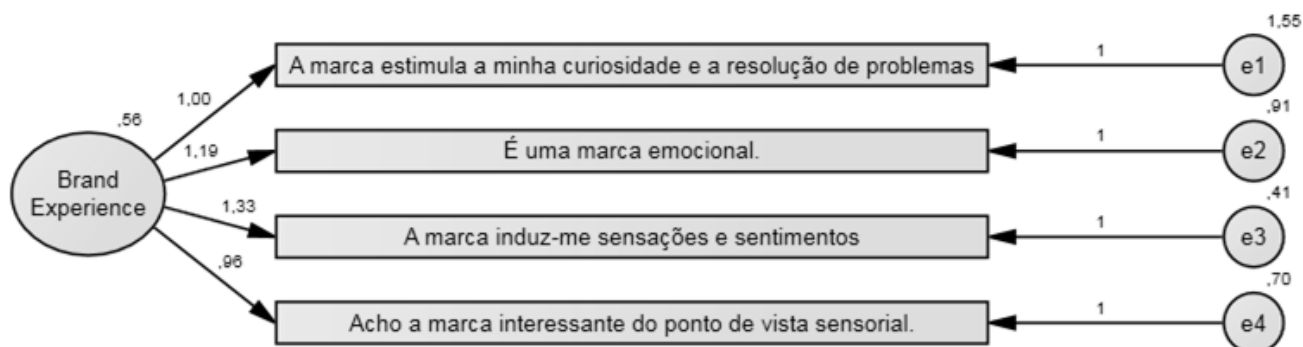 1,55
A marca estimula a minha curiosidade e a resolução de problemas
1
e1
1,00
,56
,91
1,19
É uma marca emocional.
1
e2
Brand
Experience
,41
1,33
A marca induz-me sensações e sentimentos
1
e3
,96
,70
Acho a marca interessante do ponto de vista sensorial.
1
e4